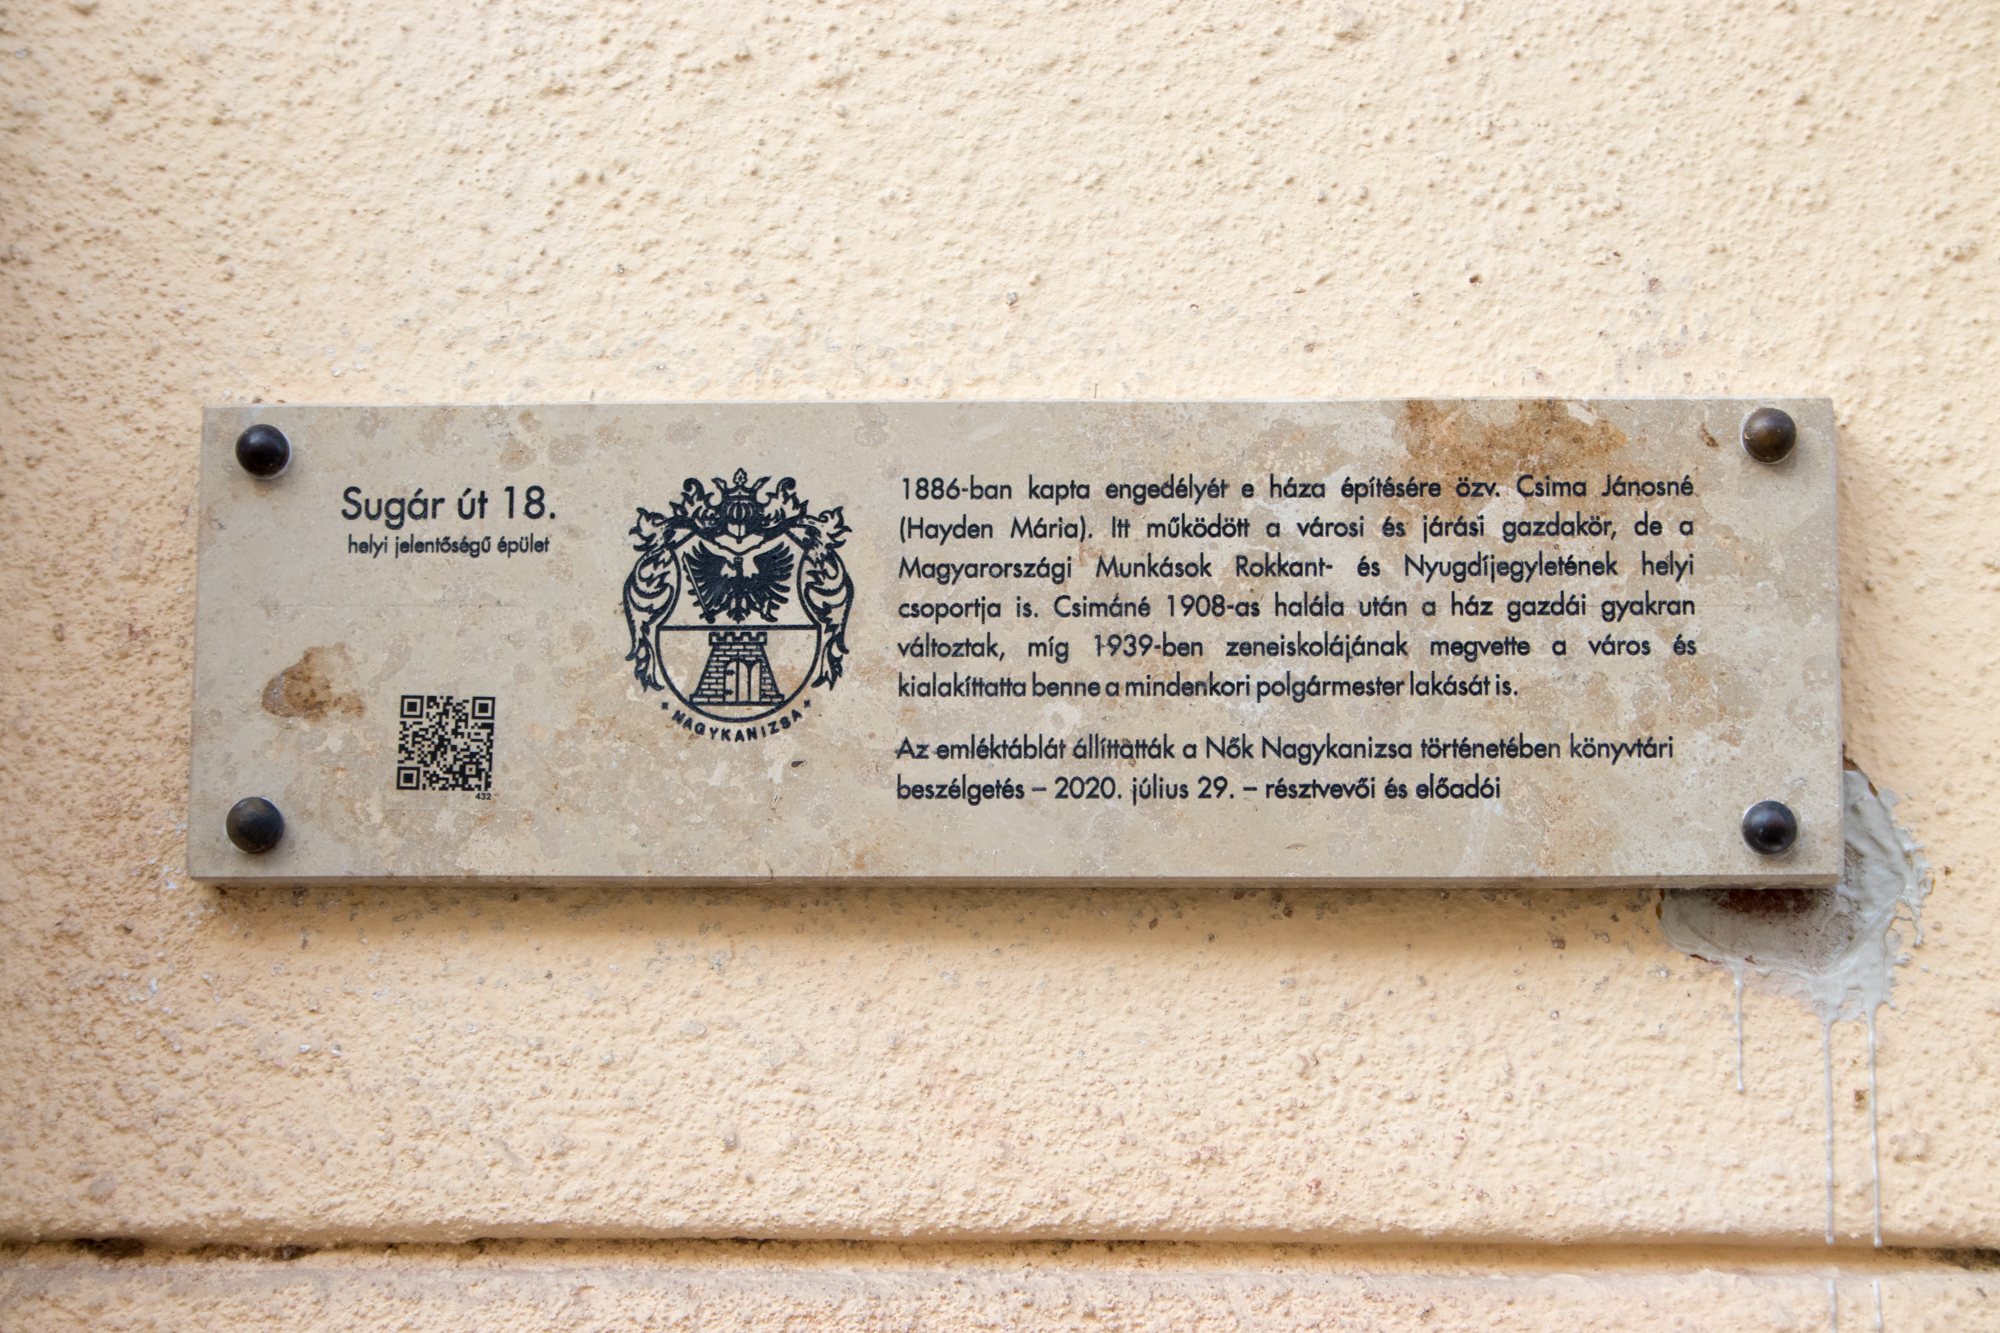 Sugár út 18.
helyi jelentőségű épület
432
NAGYKANIZSA
1886-ban kapta engedélyét e háza építésére özv. Csima Jánosné
(Hayden Mária). Itt működött a városi és járási gazdakör, de a
Magyarországi Munkások Rokkant- és Nyugdíjegyletének helyi
csoportja is. Csimáné 1908-as halála után a ház gazdái gyakran
változtak, míg 1939-ben zeneiskolájának megvette a város és
kialakíttatta benne a mindenkori polgármester lakását is.
Az emléktáblát állíttatták a Nők Nagykanizsa történetében könyvtári
beszélgetés – 2020. július 29. – résztvevői és előadói